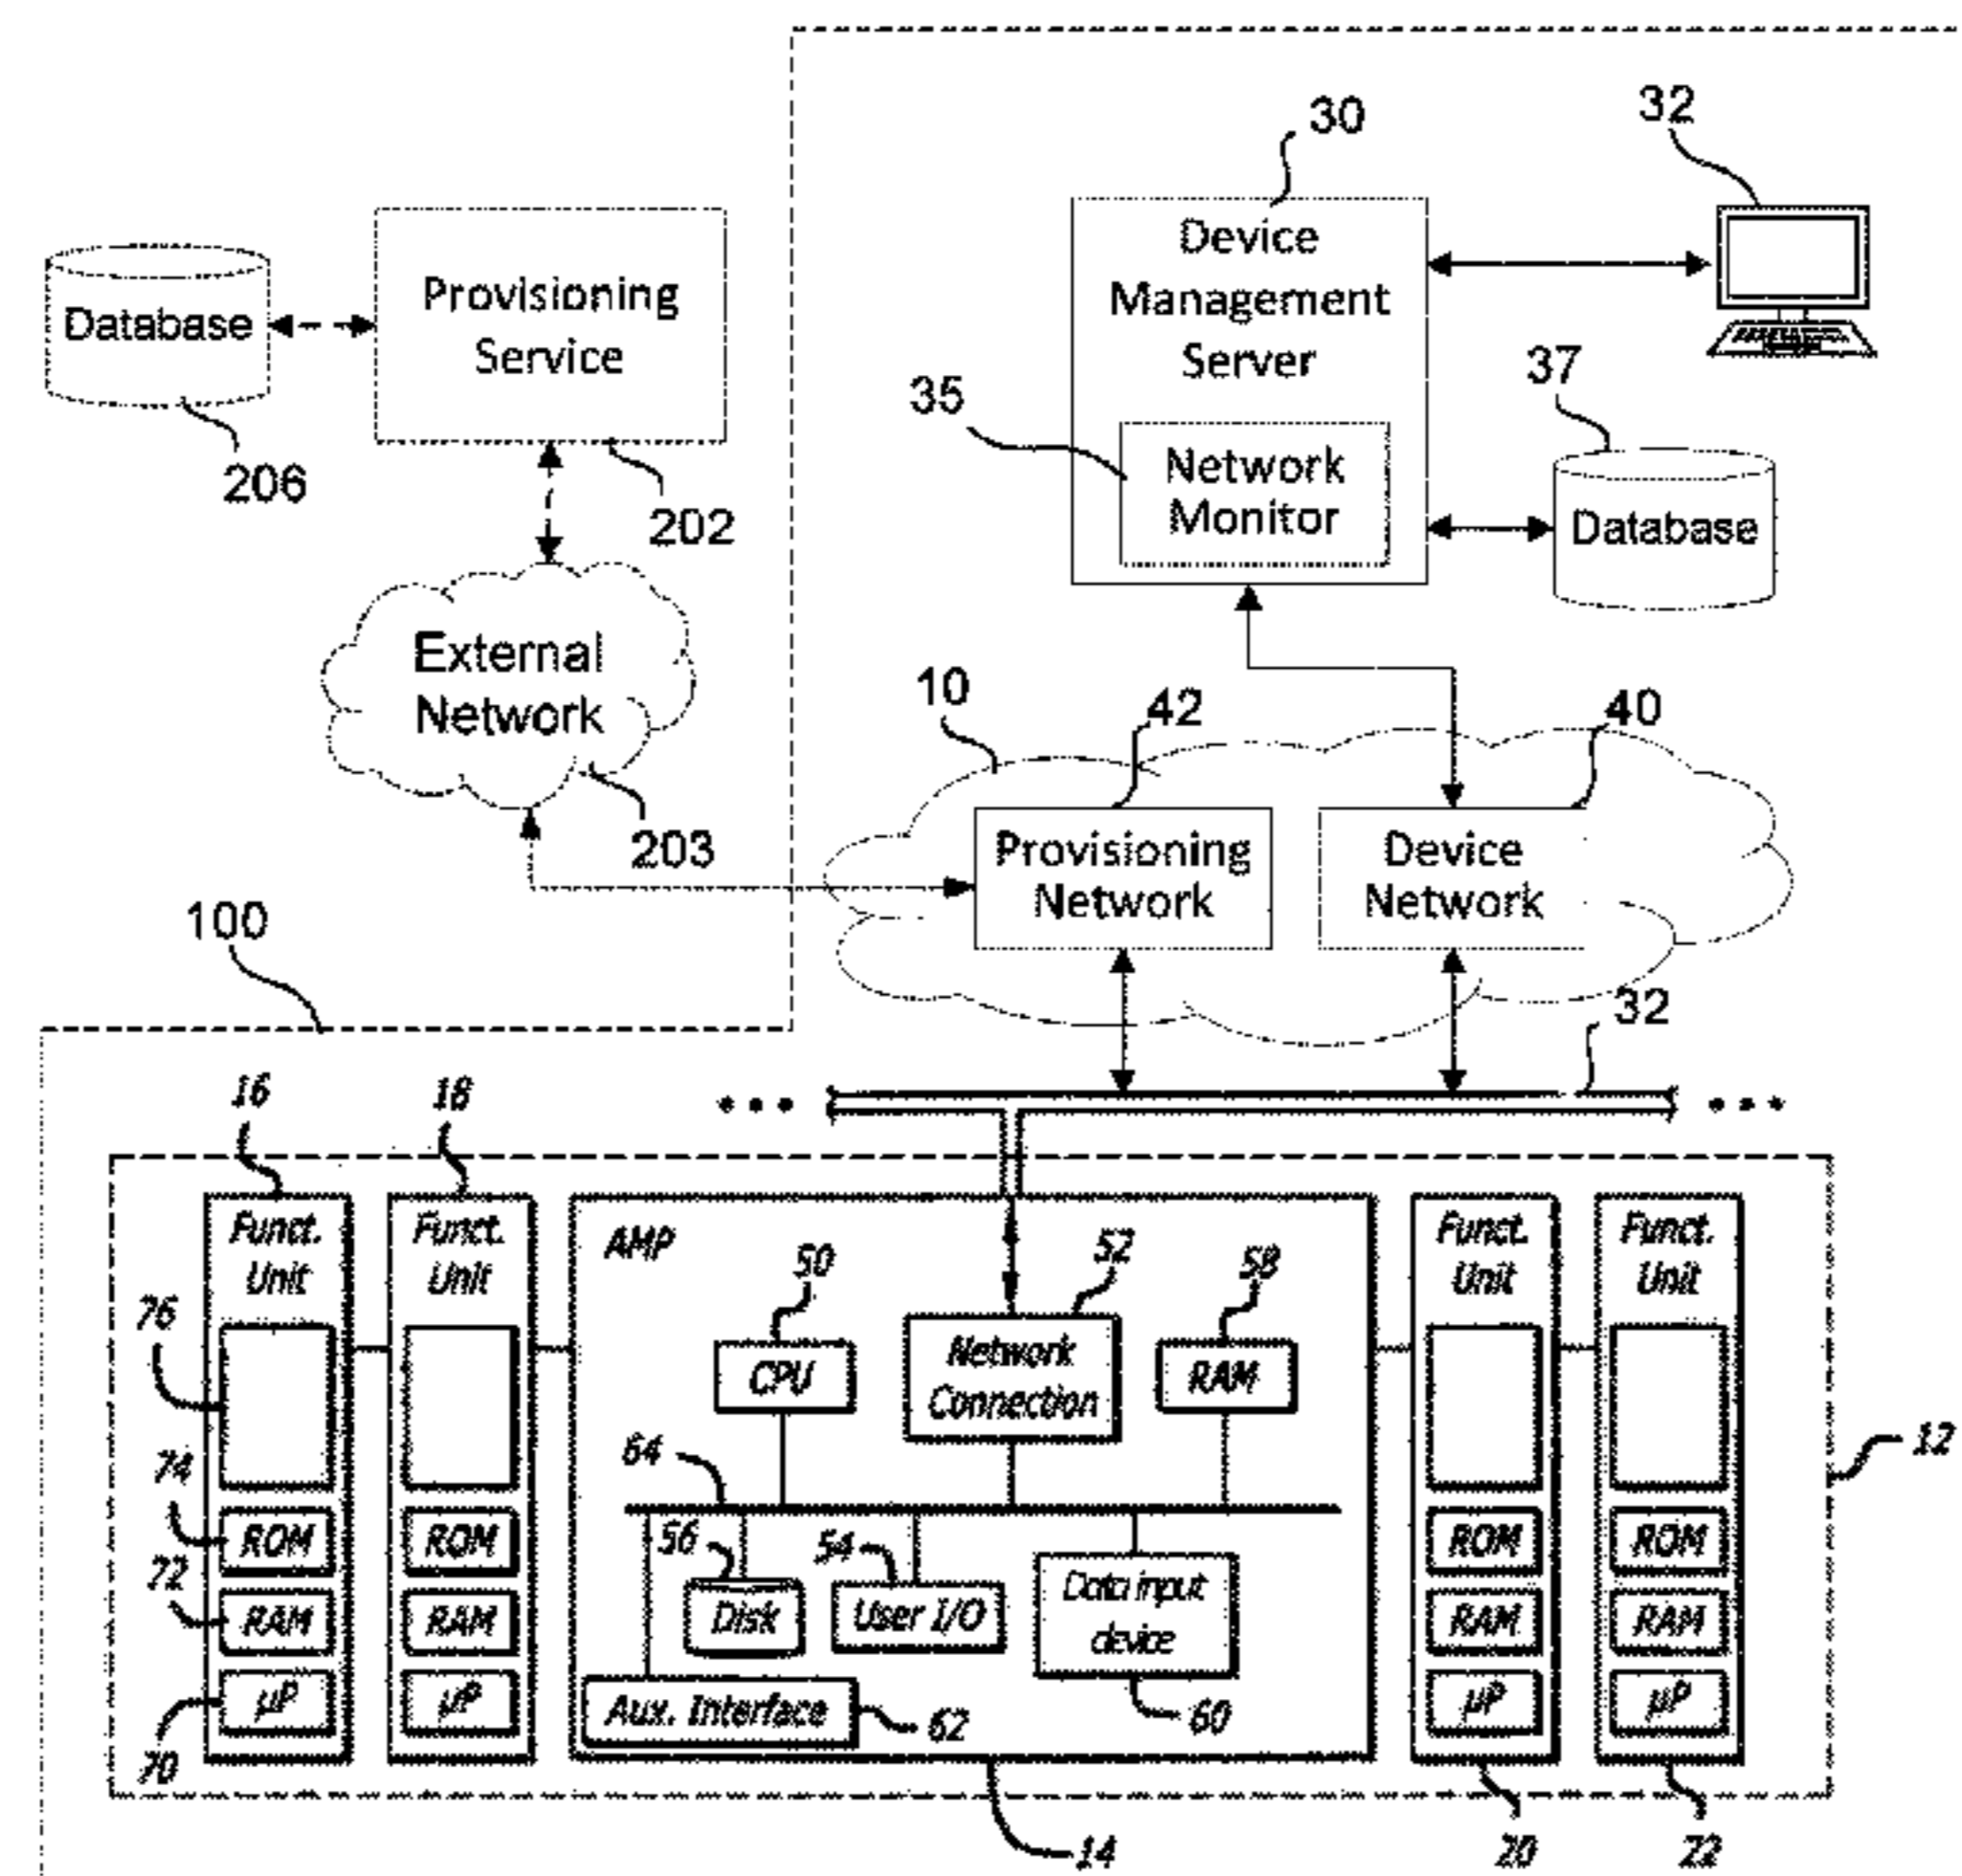 30
32
Device
Management
Server
Provisioning
Service
Database
206
202
35
Network
Monitor
37
Database
External
Network
203
10
42
40
Provisioning
Network
Device
Network
100
32
•••
•••
16
18
Funct.
Unit
Funct.
Unit
AMP
50
52
58
Funct.
Unit
Funct.
Unit
76
CPU
Network
Connection
RAM
12
74
64
ROM
ROM
56
54
ROM
ROM
72
RAM
RAM
Disk
User I/O
Data input
device
RAM
RAM
70
µP
µP
Aux. Interface
62
60
µP
µP
14
20
22